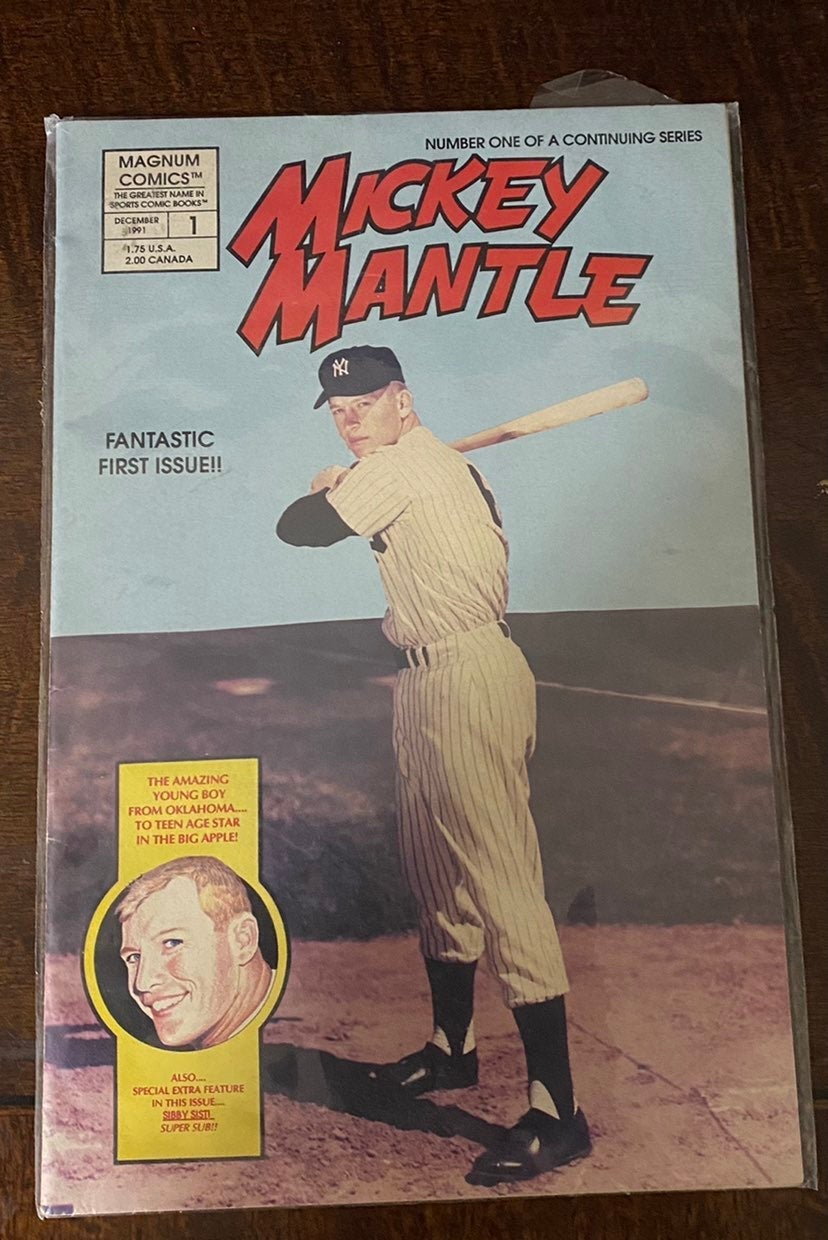 NUMBER ONE OF A CONTINUING SERIES
MAGNUM
COMICS™
THE GREATEST NAME IN
SPORTS COMIC BOOKS™
DECEMBER
1991
1
1.75 U.S.A.
2.00 CANADA
MICKEY
MANTLE
NY
FANTASTIC
FIRST ISSUE!!
THE AMAZING
YOUNG BOY
FROM OKLAHOMA....
TO TEEN AGE STAR
IN THE BIG APPLE!
ALSO....
SPECIAL EXTRA FEATURE
IN THIS ISSUE....
SIBBY SISTI
SUPER SUB!!